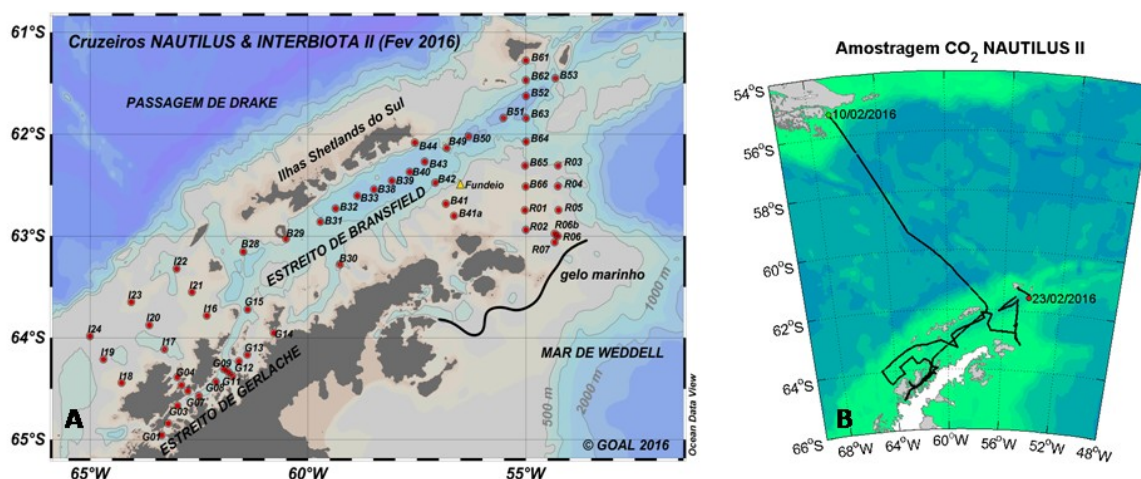 Cruzeiros NAUTILUS & INTERBIOTA II (Fev 2016)
61°S
62°S
63°S
64°S
65°S
65°W
60°W
55°W
PASSAGEM DE DRAKE
Ilhas Shetlands do Sul
ESTREITO DE BRANSFIELD
ESTREITO DE GERLACHE
MAR DE WEDDELL
gelo marinho
Fundeio
500 m
1000 m
2000 m
B61
B62
B53
B52
B51
B63
B50
B49
B44
B64
B43
B65
R03
B40
B39
B42
B66
R04
B38
B33
B41
B32
B41a
R01
R05
B31
R02
R06b
R06
R07
B29
B28
B30
I22
I21
I23
I16
G15
I20
G14
I24
I17
I19
G13
G09
G12
G04
G11
I18
G08
G07
G03
G01
A
© GOAL 2016
Ocean Data View
Amostragem CO2 NAUTILUS II
54°S
56°S
58°S
60°S
62°S
64°S
66°S
68°W
64°W
60°W
56°W
52°W
48°W
10/02/2016
23/02/2016
B